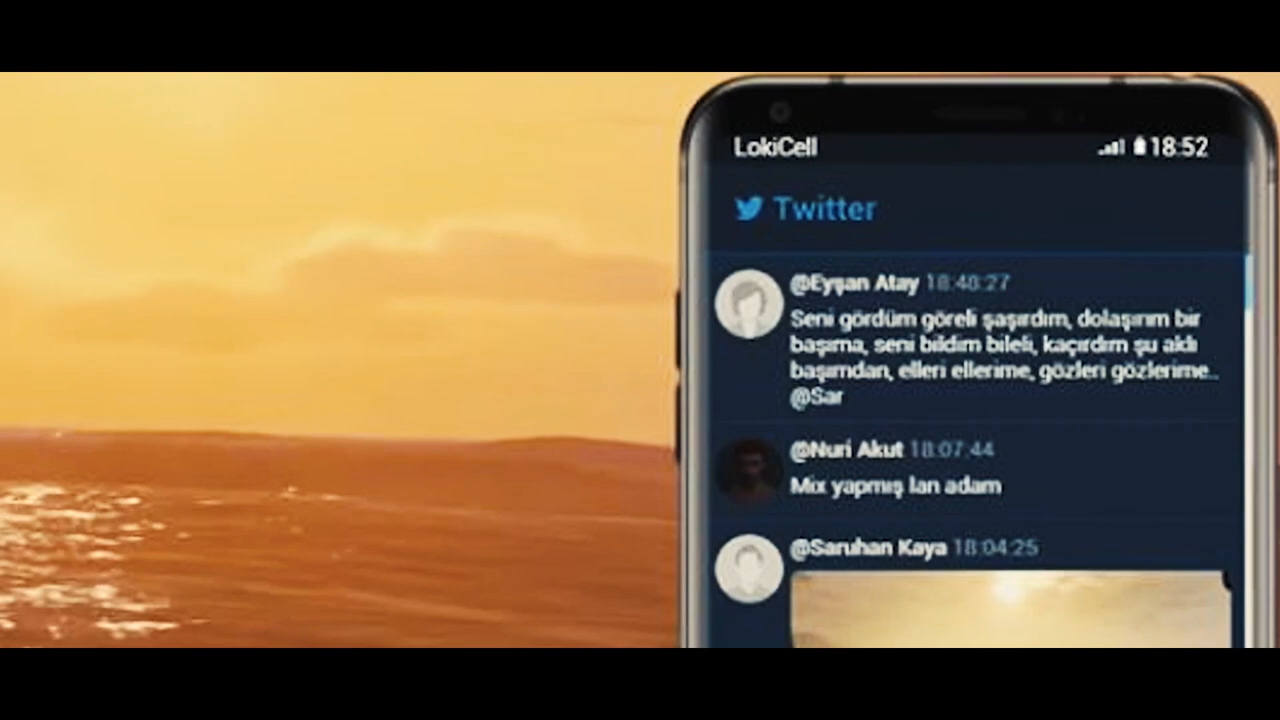 LokiCell 18:52
Twitter
@Eyşan Atay 18:48:27
Seni gördüm göreli şaşırdım, dolaşırım bir
başıma, seni bildim bileli, kaçırdım şu aklı
başımdan, elleri ellerime, gözleri gözlerime..
@Sar
@Nuri Akut 18:07:44
Mix yapmış lan adam
@Saruhan Kaya 18:04:25